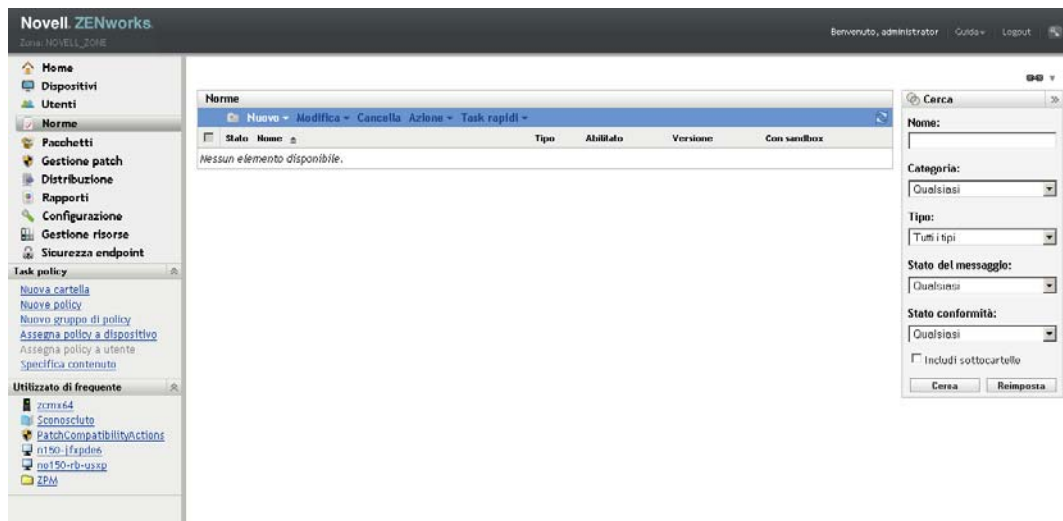 Novell ZENworks
Zona: NOVELL_ZONE
Benvenuto, administrator Guida Logout
Home
Dispositivi
Utenti
Norme
Pacchetti
Gestione patch
Distribuzione
Rapporti
Configurazione
Gestione risorse
Sicurezza endpoint
Task policy
Nuova cartella
Nuove policy
Nuovo gruppo di policy
Assegna policy a dispositivo
Assegna policy a utente
Specifica contenuto
Utilizzato di frequente
zcmx64
Sconosciuto
PatchCompatibilityActions
n150-jfxpde6
no150-rb-usxp
ZPM
Norme
Nuovo Modifica Cancella Azione Task rapidi
Stato Nome Tipo Abilitato Versione Con sandbox
Nessun elemento disponibile.
Cerca
Nome:
Categoria:
Qualsiasi
Tipo:
Tutti i tipi
Stato del messaggio:
Qualsiasi
Stato conformità:
Qualsiasi
Includi sottocartelle
Cerca Reimposta